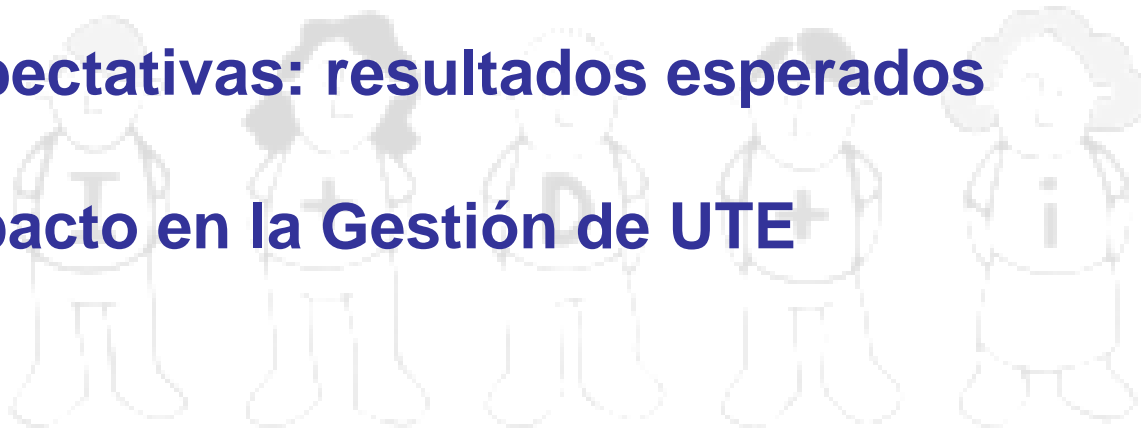 pectativas: resultados esperados
pacto en la Gestión de UTE
I + D + i